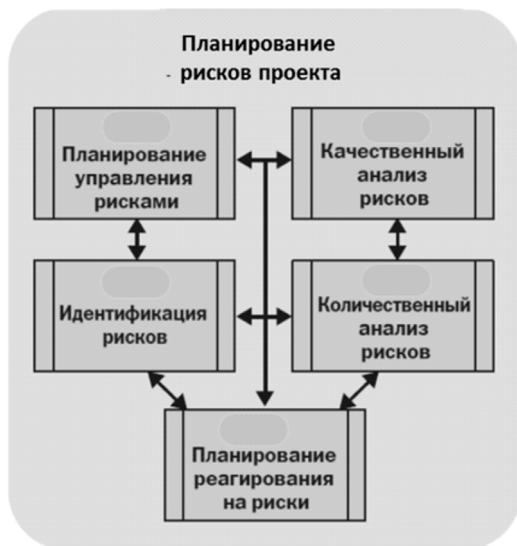 Планирование
- рисков проекта
Планирование
управления
рисками
Качественный
анализ
рисков
Идентификация
рисков
Количественный
анализ
рисков
Планирование
реагирования
на риски